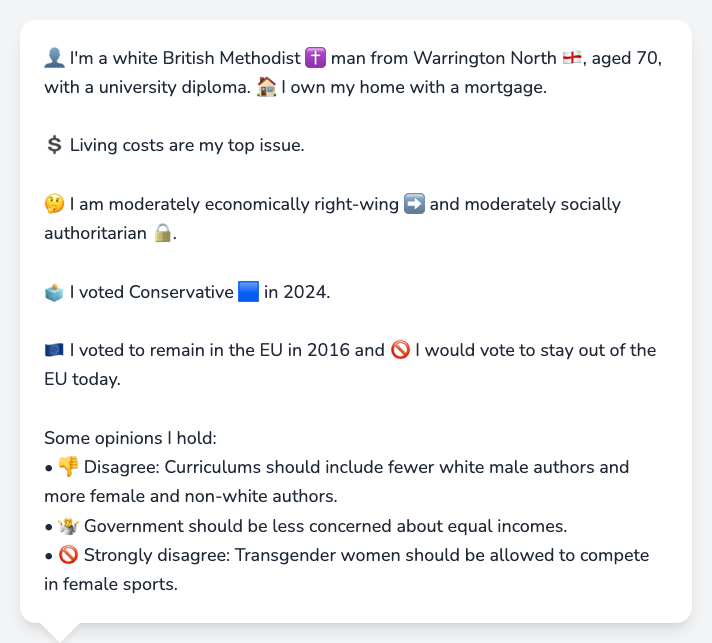 👤 I'm a white British Methodist ✝️ man from Warrington North 🏴󠁧󠁢󠁥󠁮󠁧󠁿, aged 70,
with a university diploma. 🏠 I own my home with a mortgage.
💲 Living costs are my top issue.
🤔 I am moderately economically right-wing ➡️ and moderately socially
authoritarian 🔒.
🗳️ I voted Conservative 🟦 in 2024.
🇪🇺 I voted to remain in the EU in 2016 and 🚫 I would vote to stay out of the
EU today.
Some opinions I hold:
• 👎 Disagree: Curriculums should include fewer white male authors and
more female and non-white authors.
• 🤷 Government should be less concerned about equal incomes.
• 🚫 Strongly disagree: Transgender women should be allowed to compete
in female sports.